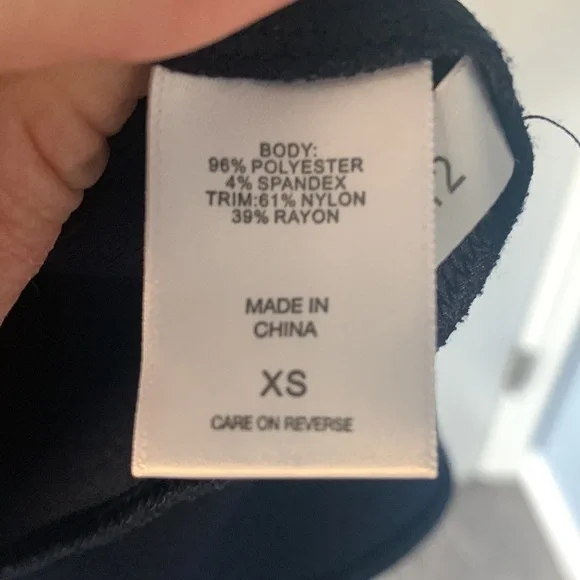 BODY:
96% POLYESTER
4% SPANDEX
TRIM:61% NYLON
39% RAYON
MADE IN
CHINA
XS
CARE ON REVERSE